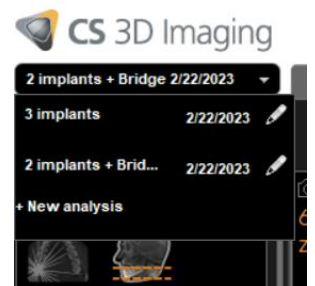 CS 3D Imaging
2 implants + Bridge 2/22/2023
3 implants 2/22/2023
2 implants + Brid... 2/22/2023
+ New analysis